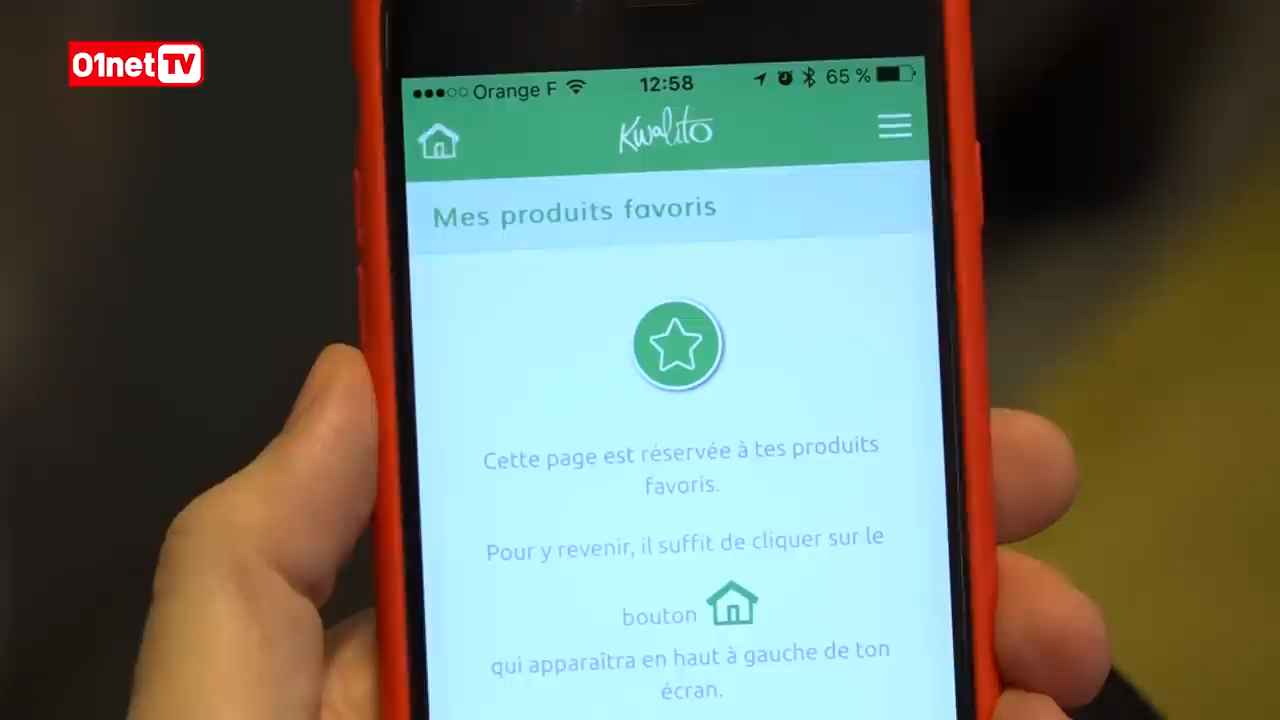 01net TV
Orange F 12:58 65 %
Kwalito
Mes produits favoris
Cette page est réservée à tes produits
favoris.
Pour y revenir, il suffit de cliquer sur le
bouton
qui apparaîtra en haut à gauche de ton
écran.